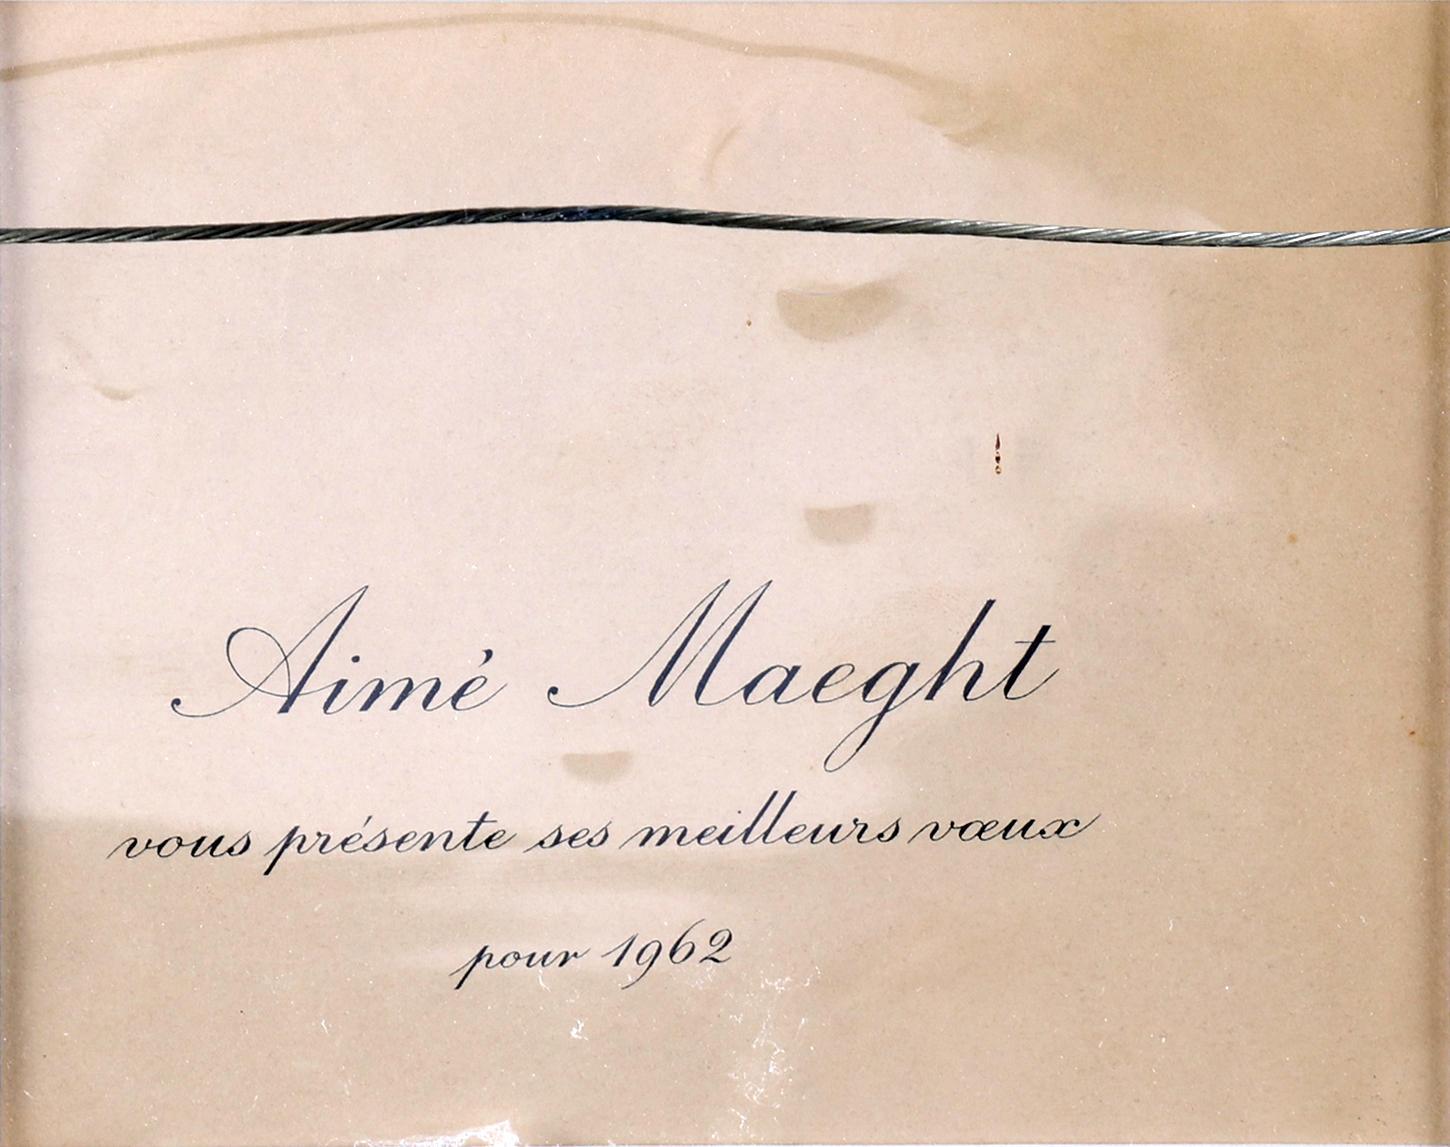 Aimé Maeght
vous présente ses meilleurs vœux
pour 1962